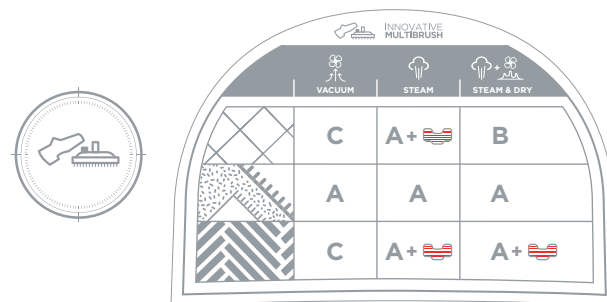 INNOVATIVE
MULTIBRUSH
+
VACUUM STEAM STEAM & DRY
C A+ B
A A A
C A+ A+